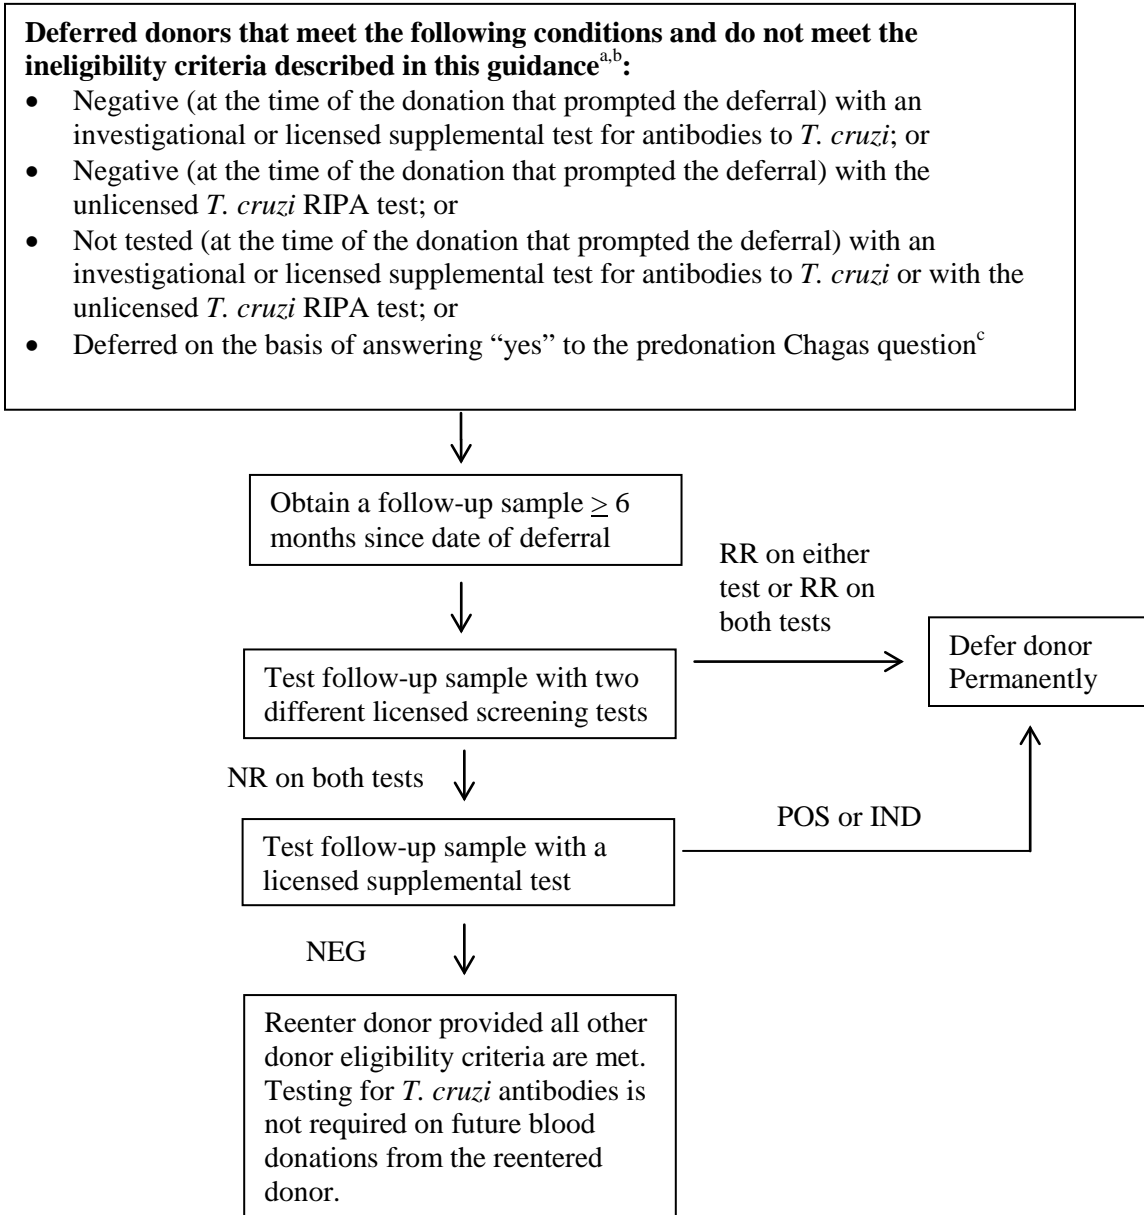 Deferred donors that meet the following conditions and do not meet the
ineligibility criteria described in this guidance^a,b:
• Negative (at the time of the donation that prompted the deferral) with an
investigational or licensed supplemental test for antibodies to T. cruzi; or
• Negative (at the time of the donation that prompted the deferral) with the
unlicensed T. cruzi RIPA test; or
• Not tested (at the time of the donation that prompted the deferral) with an
investigational or licensed supplemental test for antibodies to T. cruzi or with the
unlicensed T. cruzi RIPA test; or
• Deferred on the basis of answering “yes” to the predonation Chagas question^c
Obtain a follow-up sample ≥ 6
months since date of deferral
RR on either
test or RR on
both tests
Test follow-up sample with two
different licensed screening tests
Defer donor
Permanently
NR on both tests
Test follow-up sample with a
licensed supplemental test
POS or IND
NEG
Reenter donor provided all other
donor eligibility criteria are met.
Testing for T. cruzi antibodies is
not required on future blood
donations from the reentered
donor.